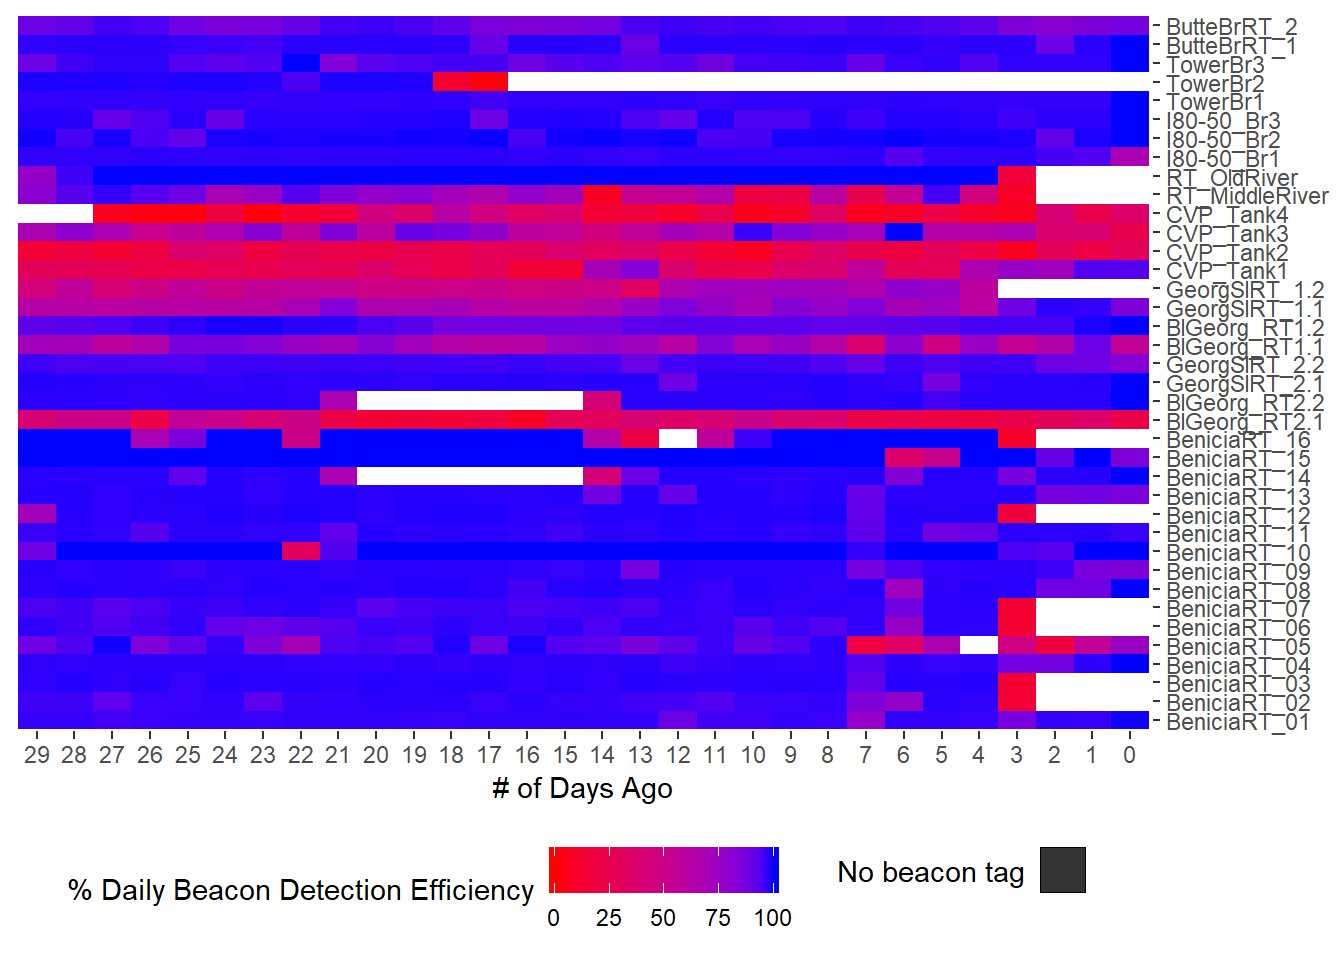 ButteBrRT_2
ButteBrRT_1
TowerBr3
TowerBr2
TowerBr1
I80-50_Br3
I80-50_Br2
I80-50_Br1
RT_OldRiver
RT_MiddleRiver
CVP_Tank4
CVP_Tank3
CVP_Tank2
CVP_Tank1
GeorgSlRT_1.2
GeorgSlRT_1.1
BlGeorg_RT1.2
BlGeorg_RT1.1
GeorgSlRT_2.2
GeorgSlRT_2.1
BlGeorg_RT2.2
BlGeorg_RT2.1
BeniciaRT_16
BeniciaRT_15
BeniciaRT_14
BeniciaRT_13
BeniciaRT_12
BeniciaRT_11
BeniciaRT_10
BeniciaRT_09
BeniciaRT_08
BeniciaRT_07
BeniciaRT_06
BeniciaRT_05
BeniciaRT_04
BeniciaRT_03
BeniciaRT_02
BeniciaRT_01
29 28 27 26 25 24 23 22 21 20 19 18 17 16 15 14 13 12 11 10 9 8 7 6 5 4 3 2 1 0
# of Days Ago
% Daily Beacon Detection Efficiency
0 25 50 75 100
No beacon tag